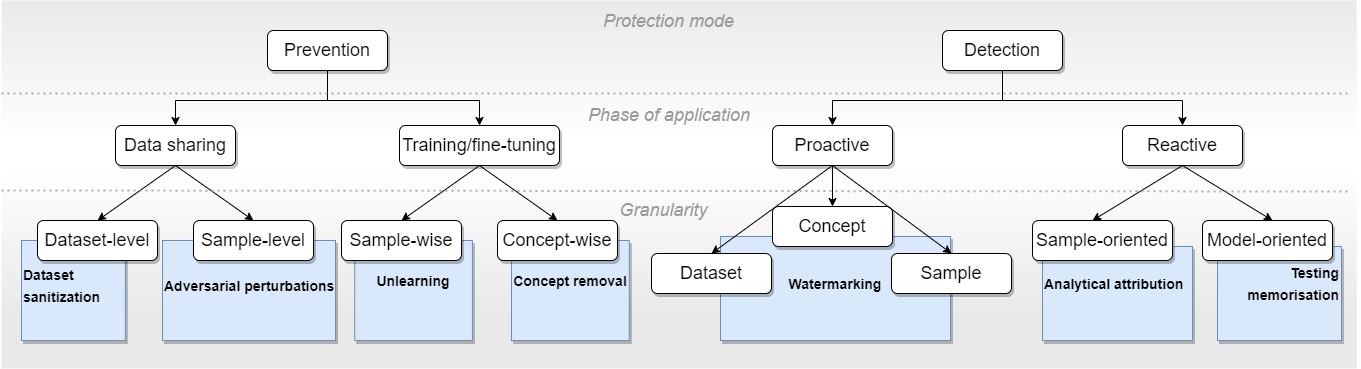 Protection mode
Prevention
Detection
Phase of application
Data sharing
Training/fine-tuning
Proactive
Reactive
Granularity
Dataset-level
Sample-level
Sample-wise
Concept-wise
Concept
Dataset
Sample
Sample-oriented
Model-oriented
Dataset
sanitization
Adversarial perturbations
Unlearning
Concept removal
Watermarking
Analytical attribution
Testing
memorisation